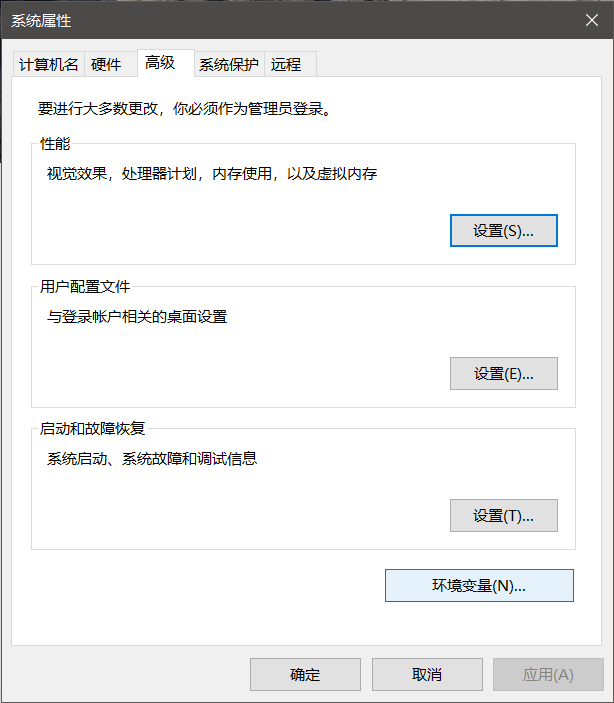 系统属性
计算机名 硬件 高级 系统保护 远程
要进行大多数更改，你必须作为管理员登录。
性能
视觉效果，处理器计划，内存使用，以及虚拟内存
设置(S)...
用户配置文件
与登录帐户相关的桌面设置
设置(E)...
启动和故障恢复
系统启动、系统故障和调试信息
设置(T)...
环境变量(N)...
确定 取消 应用(A)